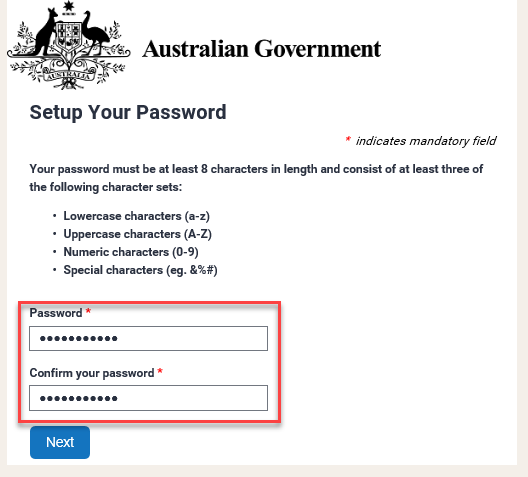 AUSTRALIA
Australian Government
Setup Your Password
* indicates mandatory field
Your password must be at least 8 characters in length and consist of at least three of
the following character sets:
• Lowercase characters (a-z)
• Uppercase characters (A-Z)
• Numeric characters (0-9)
• Special characters (eg. &%#)
Password *
●●●●●●●●●●●
Confirm your password *
●●●●●●●●●●●
Next